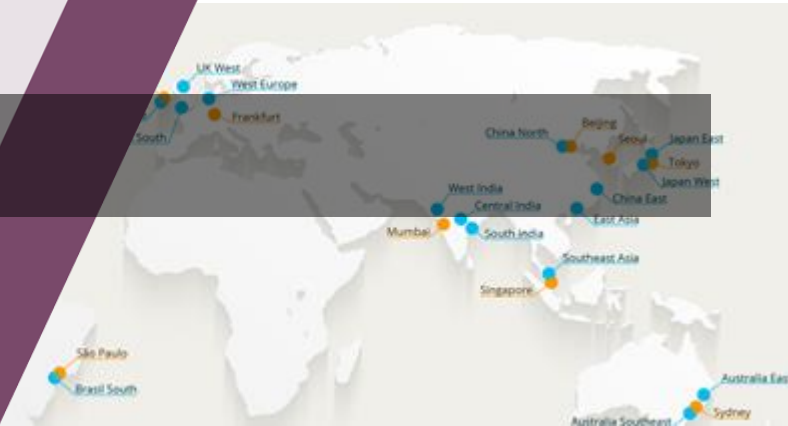 UK West
West Europe
Frankfurt
South
Beijing
China North
Seoul
Japan East
Tokyo
Japan West
West India
China East
Central India
East Asia
Mumbai
South India
Southeast Asia
Singapore
São Paulo
Brasil South
Australia Eas
Sydney
Australia Southeast